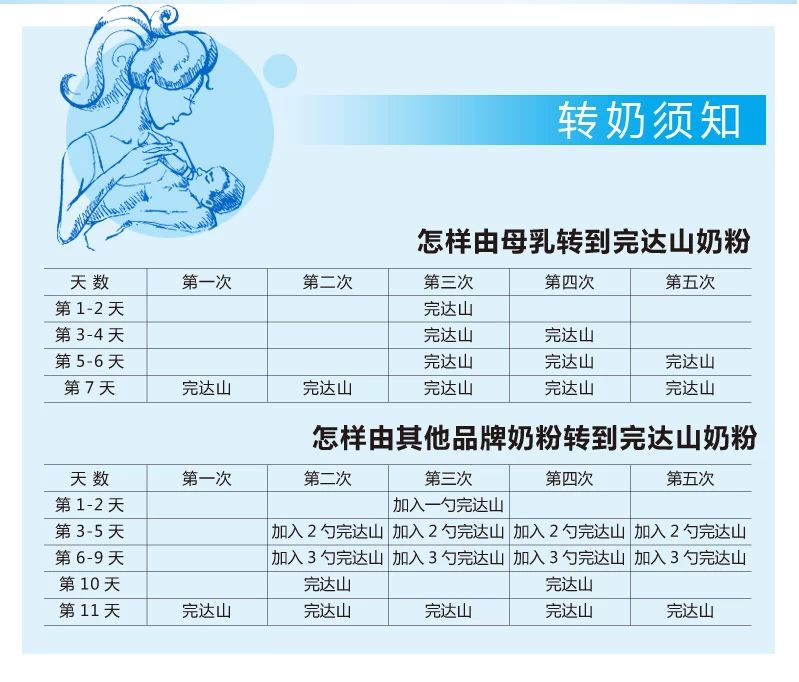 转奶须知
怎样由母乳转到完达山奶粉
天数 第一次 第二次 第三次 第四次 第五次
第1-2天 完达山
第3-4天 完达山 完达山
第5-6天 完达山 完达山 完达山
第7天 完达山 完达山 完达山 完达山 完达山
怎样由其他品牌奶粉转到完达山奶粉
天数 第一次 第二次 第三次 第四次 第五次
第1-2天 加入一勺完达山
第3-5天 加入2勺完达山 加入2勺完达山 加入2勺完达山 加入2勺完达山
第6-9天 加入3勺完达山 加入3勺完达山 加入3勺完达山 加入3勺完达山
第10天 完达山 完达山
第11天 完达山 完达山 完达山 完达山 完达山